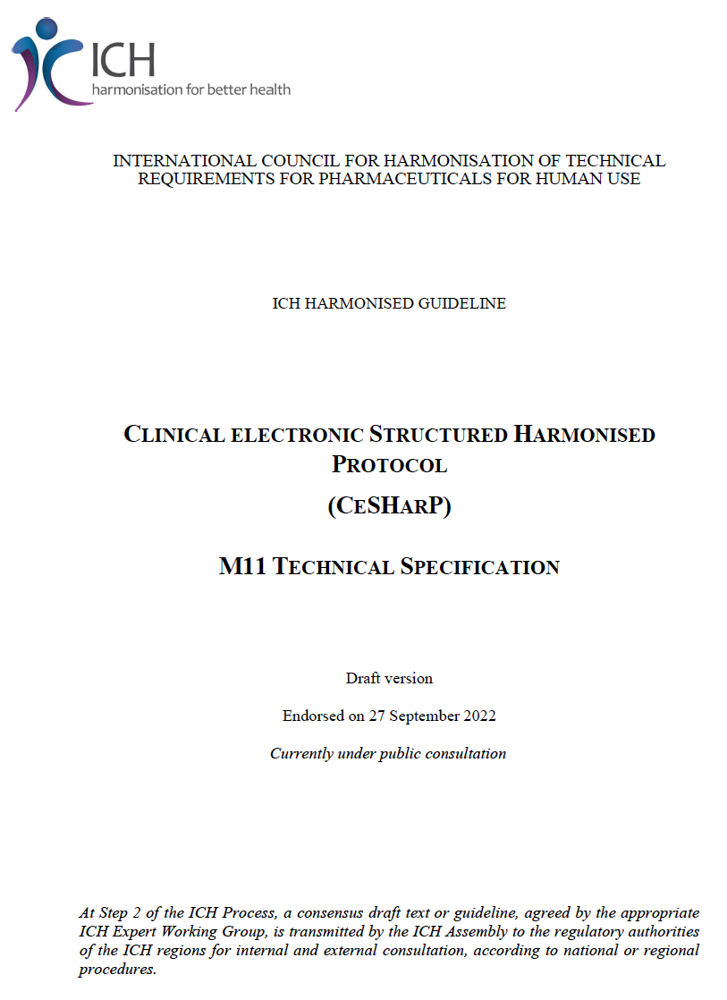 ICH
harmonisation for better health
INTERNATIONAL COUNCIL FOR HARMONISATION OF TECHNICAL
REQUIREMENTS FOR PHARMACEUTICALS FOR HUMAN USE
ICH HARMONISED GUIDELINE
CLINICAL ELECTRONIC STRUCTURED HARMONISED
PROTOCOL
(CESHARP)
M11 TECHNICAL SPECIFICATION
Draft version
Endorsed on 27 September 2022
Currently under public consultation
At Step 2 of the ICH Process, a consensus draft text or guideline, agreed by the appropriate
ICH Expert Working Group, is transmitted by the ICH Assembly to the regulatory authorities
of the ICH regions for internal and external consultation, according to national or regional
procedures.